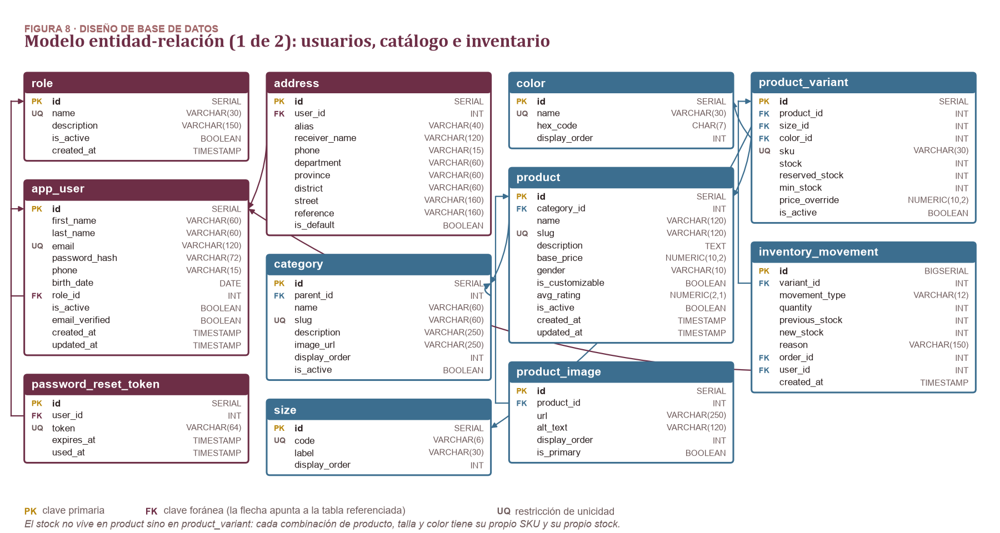 FIGURA 8 · DISEÑO DE BASE DE DATOS
Modelo entidad-relación (1 de 2): usuarios, catálogo e inventario
role
PK id SERIAL
UQ name VARCHAR(30)
description VARCHAR(150)
is_active BOOLEAN
created_at TIMESTAMP
app_user
PK id SERIAL
first_name VARCHAR(60)
last_name VARCHAR(60)
UQ email VARCHAR(120)
password_hash VARCHAR(72)
phone VARCHAR(15)
birth_date DATE
FK role_id INT
is_active BOOLEAN
email_verified BOOLEAN
created_at TIMESTAMP
updated_at TIMESTAMP
password_reset_token
PK id SERIAL
FK user_id INT
UQ token VARCHAR(64)
expires_at TIMESTAMP
used_at TIMESTAMP
address
PK id SERIAL
FK user_id INT
alias VARCHAR(40)
receiver_name VARCHAR(120)
phone VARCHAR(15)
department VARCHAR(60)
province VARCHAR(60)
district VARCHAR(60)
street VARCHAR(160)
reference VARCHAR(160)
is_default BOOLEAN
category
PK id SERIAL
FK parent_id INT
name VARCHAR(60)
UQ slug VARCHAR(60)
description VARCHAR(250)
image_url VARCHAR(250)
display_order INT
is_active BOOLEAN
size
PK id SERIAL
UQ code VARCHAR(6)
label VARCHAR(30)
display_order INT
color
PK id SERIAL
UQ name VARCHAR(30)
hex_code CHAR(7)
display_order INT
product
PK id SERIAL
FK category_id INT
name VARCHAR(120)
UQ slug VARCHAR(120)
description TEXT
base_price NUMERIC(10,2)
gender VARCHAR(10)
is_customizable BOOLEAN
avg_rating NUMERIC(2,1)
is_active BOOLEAN
created_at TIMESTAMP
updated_at TIMESTAMP
product_image
PK id SERIAL
FK product_id INT
url VARCHAR(250)
alt_text VARCHAR(120)
display_order INT
is_primary BOOLEAN
product_variant
PK id SERIAL
FK product_id INT
FK size_id INT
FK color_id INT
UQ sku VARCHAR(30)
stock INT
reserved_stock INT
min_stock INT
price_override NUMERIC(10,2)
is_active BOOLEAN
inventory_movement
PK id BIGSERIAL
FK variant_id INT
movement_type VARCHAR(12)
quantity INT
previous_stock INT
new_stock INT
reason VARCHAR(150)
FK order_id INT
FK user_id INT
created_at TIMESTAMP
PK clave primaria FK clave foránea (la flecha apunta a la tabla referenciada) UQ restricción de unicidad
El stock no vive en product sino en product_variant: cada combinación de producto, talla y color tiene su propio SKU y su propio stock.